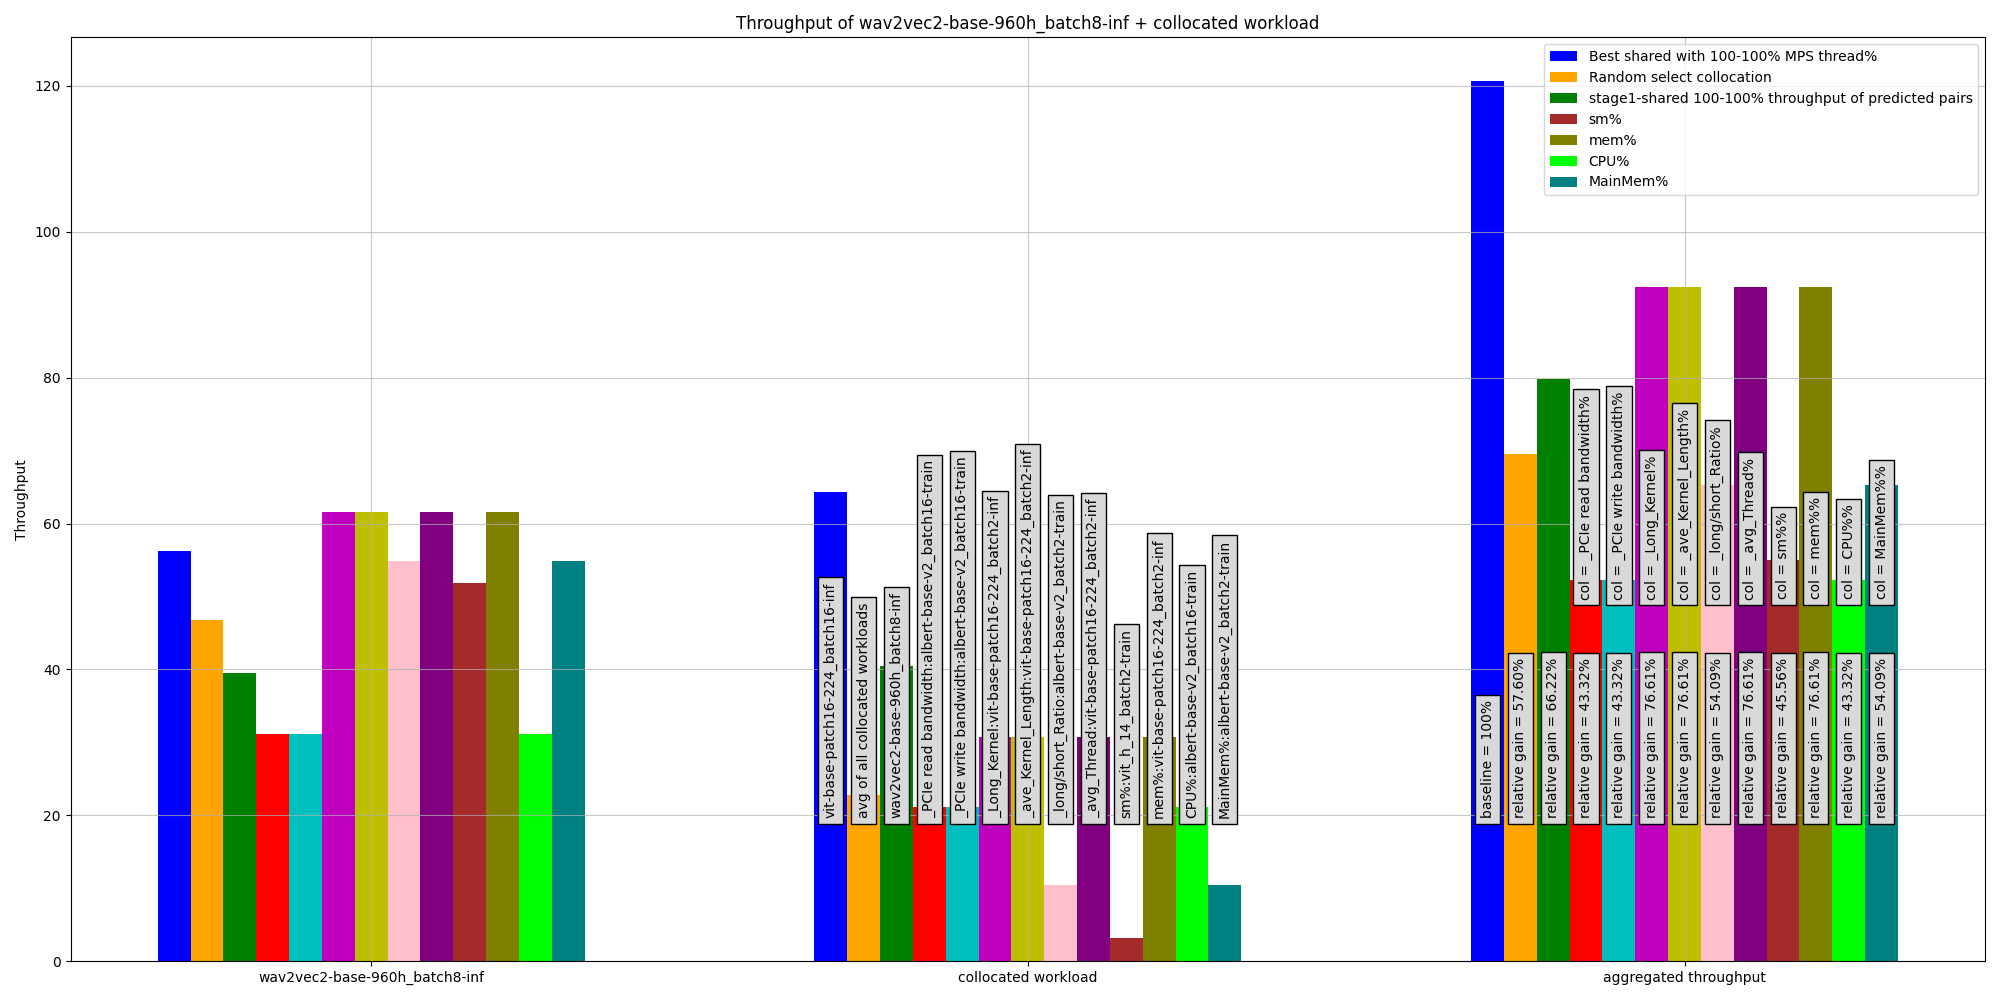 Throughput of wav2vec2-base-960h_batch8-inf + collocated workload
Best shared with 100-100% MPS thread%
Random select collocation
stage1-shared 100-100% throughput of predicted pairs
sm%
mem%
CPU%
MainMem%
Throughput
120
100
80
60
40
20
0
vit-base-patch16-224_batch16-inf
avg of all collocated workloads
wav2vec2-base-960h_batch8-inf
_PCIe read bandwidth:albert-base-v2_batch16-train
_PCIe write bandwidth:albert-base-v2_batch16-train
_Long_Kernel:vit-base-patch16-224_batch2-inf
_ave_Kernel_Length:vit-base-patch16-224_batch2-inf
_long/short_Ratio:albert-base-v2_batch2-train
_avg_Thread:vit-base-patch16-224_batch2-inf
sm%:vit_h_14_batch2-train
mem%:vit-base-patch16-224_batch2-inf
CPU%:albert-base-v2_batch16-train
MainMem%:albert-base-v2_batch2-train
col = _PCIe read bandwidth%
col = _PCIe write bandwidth%
col = _Long_Kernel%
col = _ave_Kernel_Length%
col = _long/short_Ratio%
col = _avg_Thread%
col = sm%%
col = mem%%
col = CPU%%
col = MainMem%%
baseline = 100%
relative gain = 57.60%
relative gain = 66.22%
relative gain = 43.32%
relative gain = 43.32%
relative gain = 76.61%
relative gain = 76.61%
relative gain = 54.09%
relative gain = 76.61%
relative gain = 45.56%
relative gain = 76.61%
relative gain = 43.32%
relative gain = 54.09%
wav2vec2-base-960h_batch8-inf
collocated workload
aggregated throughput